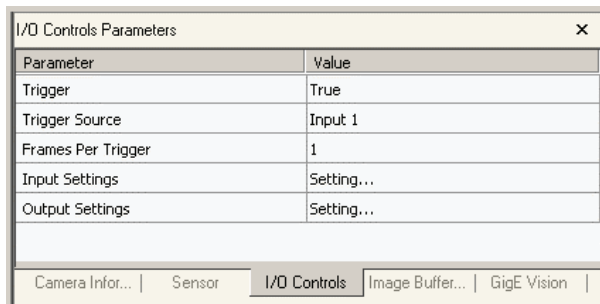 I/O Controls Parameters ×
Parameter Value
Trigger True
Trigger Source Input 1
Frames Per Trigger 1
Input Settings Setting...
Output Settings Setting...
Camera Infor... | Sensor I/O Controls Image Buffer... | GigE Vision |